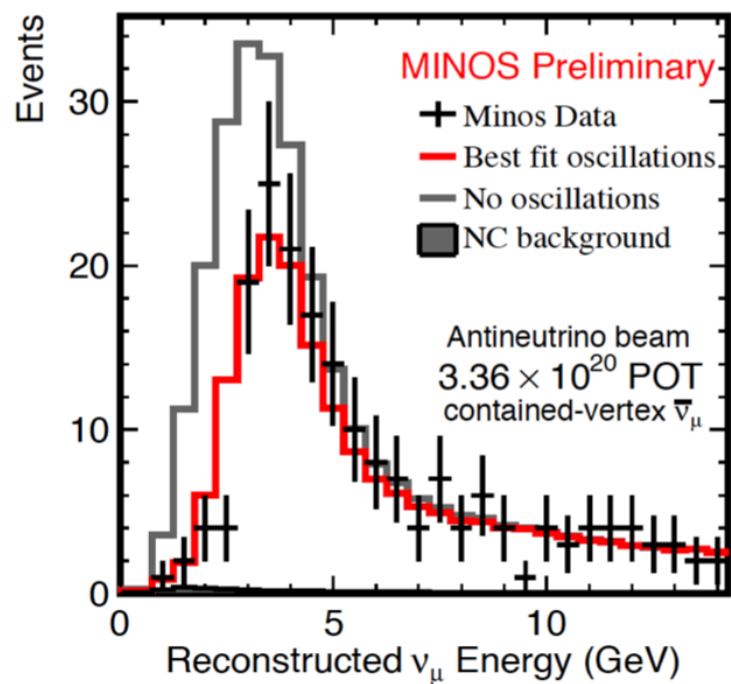 Events
30
20
10
0
MINOS Preliminary
Minos Data
Best fit oscillations
No oscillations
NC background
Antineutrino beam
3.36 × 10²⁰ POT
contained-vertex ν̅μ
0 5 10
Reconstructed νμ Energy (GeV)